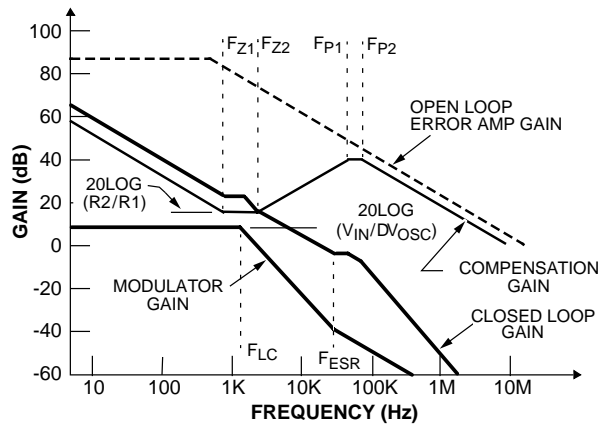 100
80
60
40
20
0
-20
-40
-60
GAIN (dB)
F_Z1
F_Z2
F_P1
F_P2
OPEN LOOP
ERROR AMP GAIN
20LOG
(R2/R1)
20LOG
(V_IN/DV_OSC)
MODULATOR
GAIN
COMPENSATION
GAIN
CLOSED LOOP
GAIN
F_LC
F_ESR
10
100
1K
10K
100K
1M
10M
FREQUENCY (Hz)